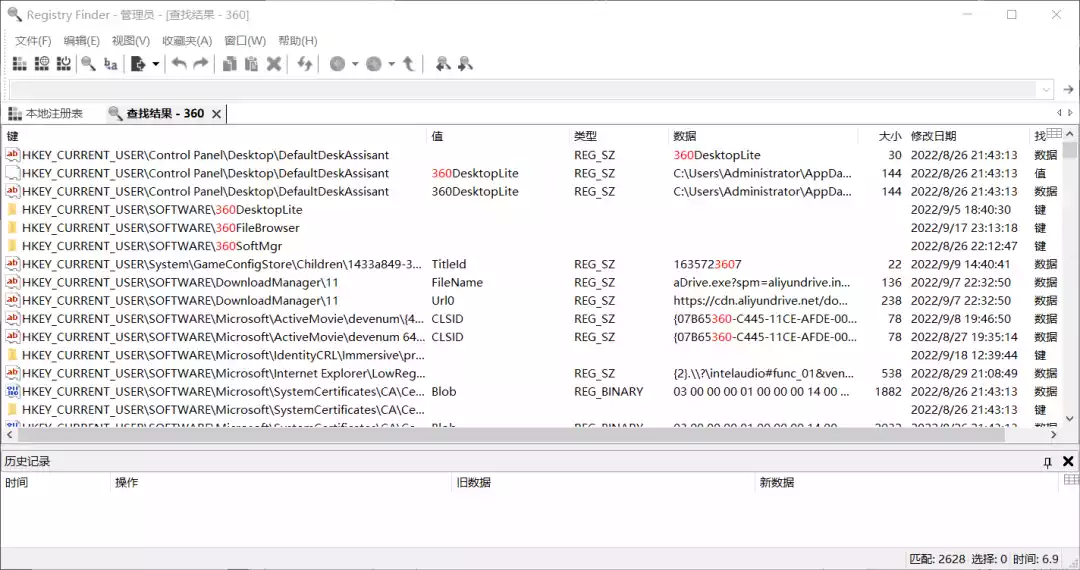 Registry Finder - 管理员 - [查找结果 - 360]
文件(F) 编辑(E) 视图(V) 收藏夹(A) 窗口(W) 帮助(H)
本地注册表 查找结果 - 360
键 值 类型 数据 大小 修改日期 找
HKEY_CURRENT_USER\Control Panel\Desktop\DefaultDeskAssisant REG_SZ 360DesktopLite 30 2022/8/26 21:43:13 数据
HKEY_CURRENT_USER\Control Panel\Desktop\DefaultDeskAssisant 360DesktopLite REG_SZ C:\Users\Administrator\AppDa... 144 2022/8/26 21:43:13 值
HKEY_CURRENT_USER\Control Panel\Desktop\DefaultDeskAssisant 360DesktopLite REG_SZ C:\Users\Administrator\AppDa... 144 2022/8/26 21:43:13 数据
HKEY_CURRENT_USER\SOFTWARE\360DesktopLite 2022/9/5 18:40:30 键
HKEY_CURRENT_USER\SOFTWARE\360FileBrowser 2022/9/17 23:13:18 键
HKEY_CURRENT_USER\SOFTWARE\360SoftMgr 2022/8/26 22:12:47 键
HKEY_CURRENT_USER\System\GameConfigStore\Children\1433a849-3... TitleId REG_SZ 1635723607 22 2022/9/9 14:40:41 数据
HKEY_CURRENT_USER\SOFTWARE\DownloadManager\11 FileName REG_SZ aDrive.exe?spm=aliyundrive.in... 136 2022/9/7 22:32:50 数据
HKEY_CURRENT_USER\SOFTWARE\DownloadManager\11 Url0 REG_SZ https://cdn.aliyundrive.net/do... 238 2022/9/7 22:32:50 数据
HKEY_CURRENT_USER\SOFTWARE\Microsoft\ActiveMovie\devenum\{4... CLSID REG_SZ {07B65360-C445-11CE-AFDE-00... 78 2022/9/8 19:46:50 数据
HKEY_CURRENT_USER\SOFTWARE\Microsoft\ActiveMovie\devenum 64... CLSID REG_SZ {07B65360-C445-11CE-AFDE-00... 78 2022/8/27 19:35:14 数据
HKEY_CURRENT_USER\SOFTWARE\Microsoft\IdentityCRL\Immersive\pr... 2022/9/18 12:39:44 键
HKEY_CURRENT_USER\SOFTWARE\Microsoft\Internet Explorer\LowReg... REG_SZ {2}.\\?\intelaudio#func_01&ven... 538 2022/8/29 21:08:49 数据
HKEY_CURRENT_USER\SOFTWARE\Microsoft\SystemCertificates\CA\Ce... Blob REG_BINARY 03 00 00 00 01 00 00 00 14 00 ... 1882 2022/8/26 21:43:13 数据
HKEY_CURRENT_USER\SOFTWARE\Microsoft\SystemCertificates\CA\Ce... 2022/8/26 21:43:13 键
历史记录
时间 操作 旧数据 新数据
匹配: 2628 选择: 0 时间: 6.9